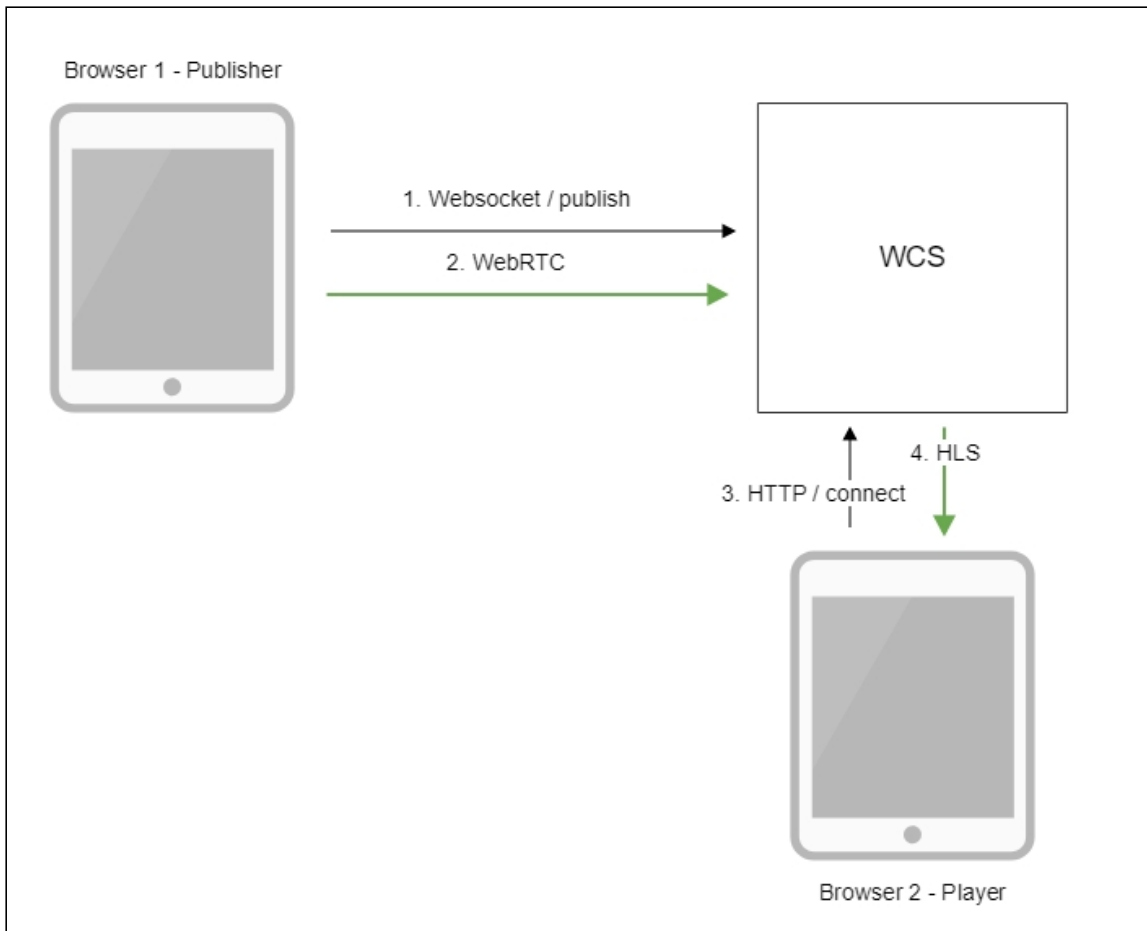 Browser 1 - Publisher
1. Websocket / publish
2. WebRTC
WCS
4. HLS
3. HTTP / connect
Browser 2 - Player